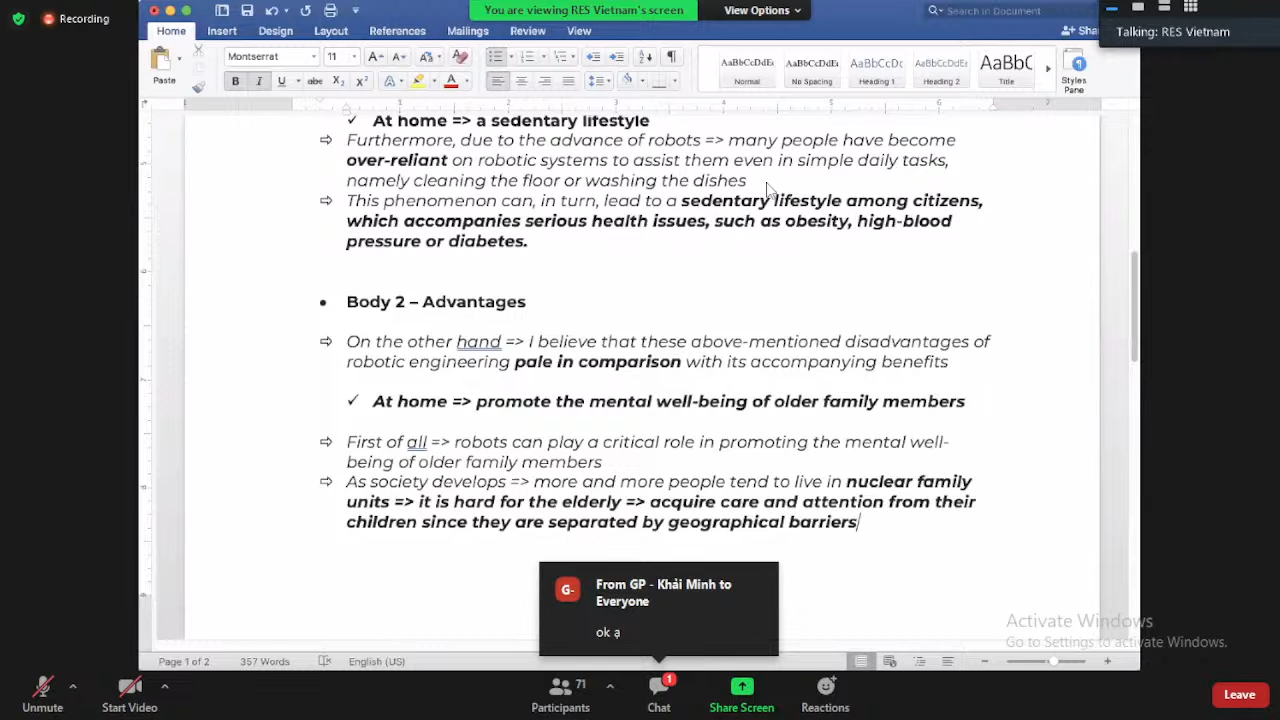 Recording
You are viewing RES Vietnam's screen
View Options
Search in Document
Talking: RES Vietnam
Home Insert Design Layout References Mailings Review View
Paste
Montserrat 11
AaBbCcDdEe AaBbCcDdEe AaBbCcDc AaBbCcDdEe AaBbC
Normal No Spacing Heading 1 Heading 2 Title
Styles
Pane
✓ At home => a sedentary lifestyle
⇨ Furthermore, due to the advance of robots => many people have become
over-reliant on robotic systems to assist them even in simple daily tasks,
namely cleaning the floor or washing the dishes
⇨ This phenomenon can, in turn, lead to a sedentary lifestyle among citizens,
which accompanies serious health issues, such as obesity, high-blood
pressure or diabetes.
• Body 2 – Advantages
⇨ On the other hand => I believe that these above-mentioned disadvantages of
robotic engineering pale in comparison with its accompanying benefits
✓ At home => promote the mental well-being of older family members
⇨ First of all => robots can play a critical role in promoting the mental well-
being of older family members
⇨ As society develops => more and more people tend to live in nuclear family
units => it is hard for the elderly => acquire care and attention from their
children since they are separated by geographical barriers
G-
From GP - Khải Minh to
Everyone
ok ạ
Activate Windows
Go to Settings to activate Windows.
Page 1 of 2 357 Words English (US)
71
1
Unmute Start Video Participants Chat Share Screen Reactions Leave